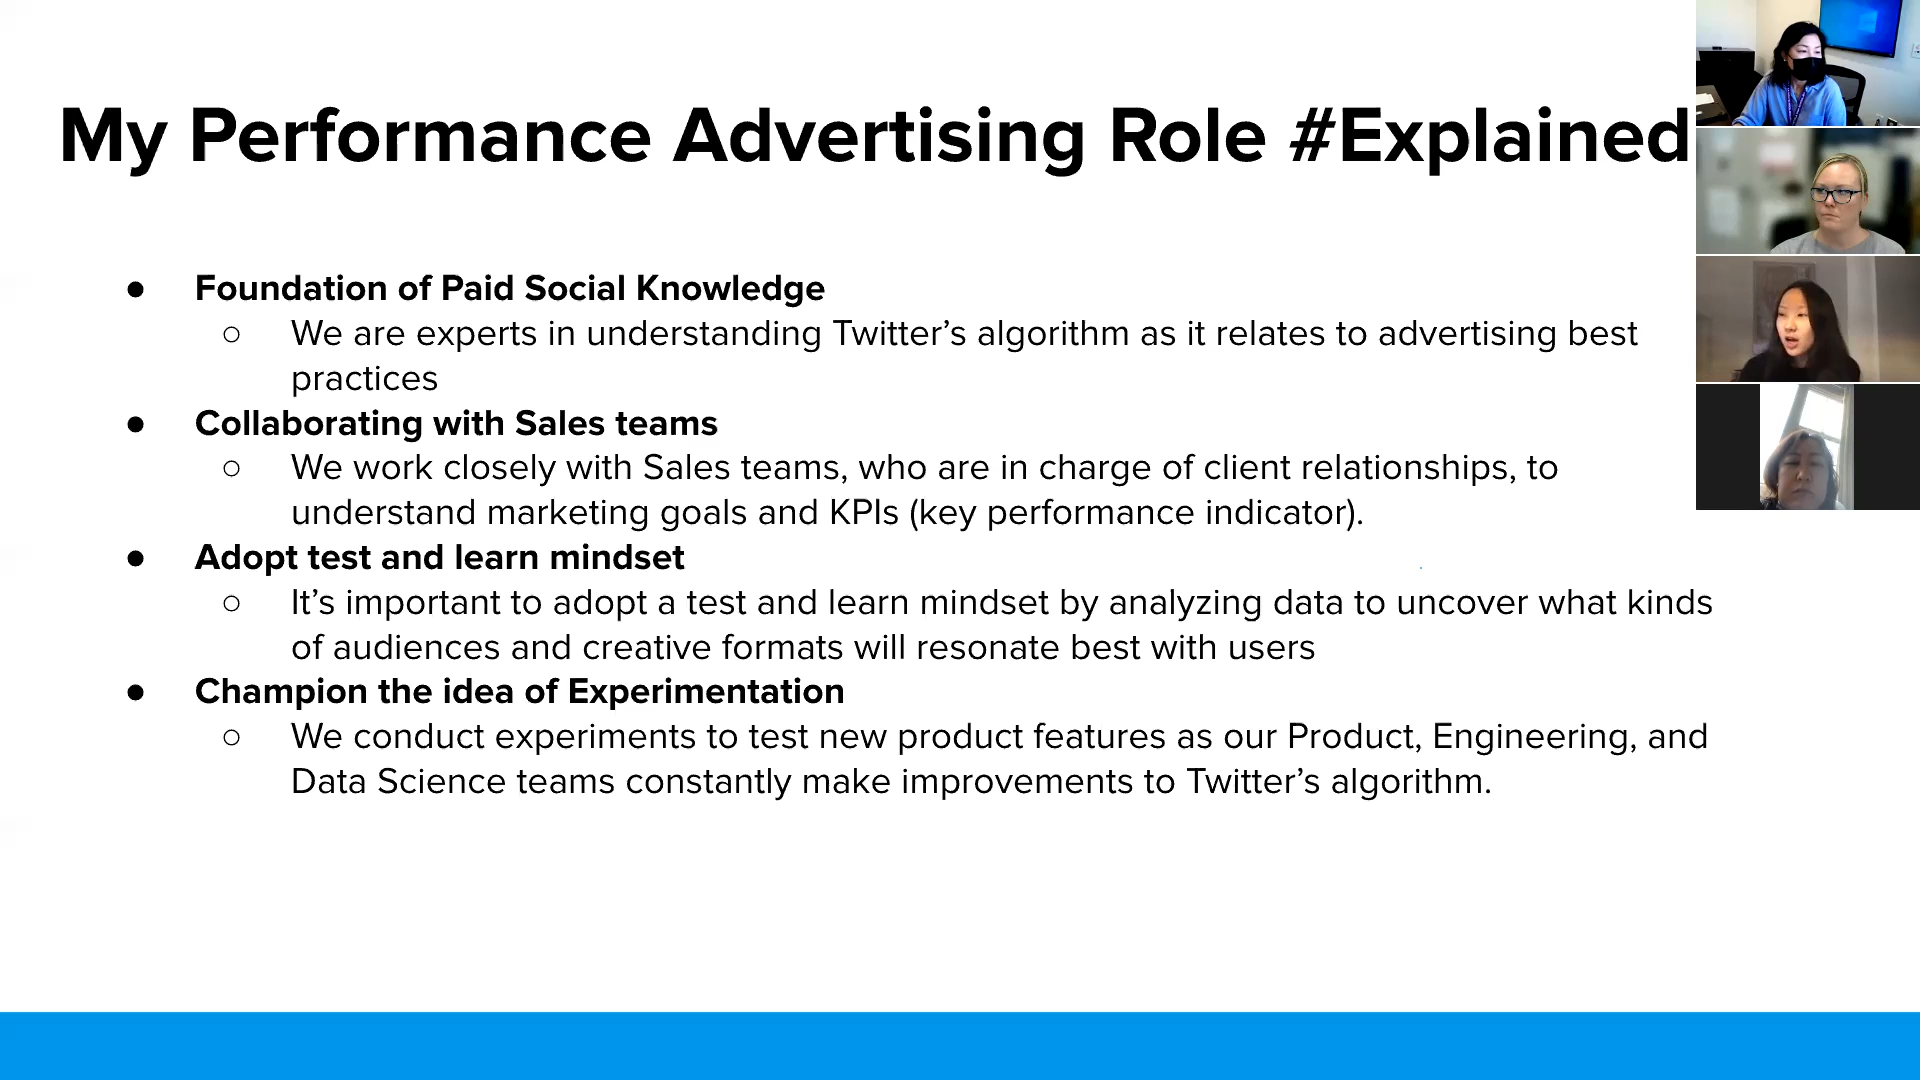 My Performance Advertising Role #Explained
● Foundation of Paid Social Knowledge
○ We are experts in understanding Twitter’s algorithm as it relates to advertising best
practices
● Collaborating with Sales teams
○ We work closely with Sales teams, who are in charge of client relationships, to
understand marketing goals and KPIs (key performance indicator).
● Adopt test and learn mindset
○ It’s important to adopt a test and learn mindset by analyzing data to uncover what kinds
of audiences and creative formats will resonate best with users
● Champion the idea of Experimentation
○ We conduct experiments to test new product features as our Product, Engineering, and
Data Science teams constantly make improvements to Twitter’s algorithm.